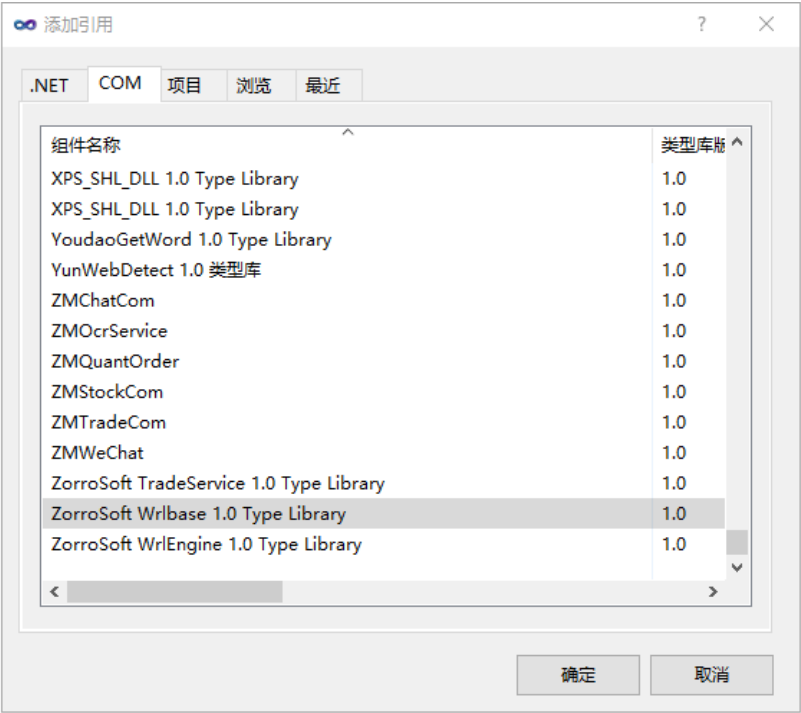 添加引用
?
.NET COM 项目 浏览 最近
组件名称 类型库版
XPS_SHL_DLL 1.0 Type Library 1.0
XPS_SHL_DLL 1.0 Type Library 1.0
YoudaoGetWord 1.0 Type Library 1.0
YunWebDetect 1.0 类型库 1.0
ZMChatCom 1.0
ZMOcrService 1.0
ZMQuantOrder 1.0
ZMStockCom 1.0
ZMTradeCom 1.0
ZMWeChat 1.0
ZorroSoft TradeService 1.0 Type Library 1.0
ZorroSoft Wrlbase 1.0 Type Library 1.0
ZorroSoft WrlEngine 1.0 Type Library 1.0
确定 取消